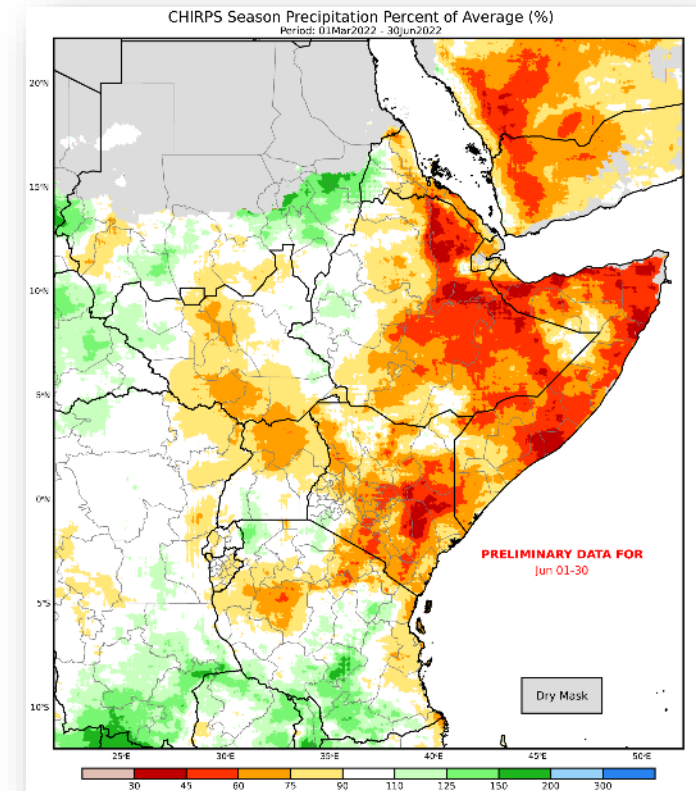 CHIRPS Season Precipitation Percent of Average (%)
Period: 01Mar2022 - 30Jun2022
20°N
15°N
10°N
5°N
0°N
5°S
10°S
PRELIMINARY DATA FOR
Jun 01-30
Dry Mask
25°E 30°E 35°E 40°E 45°E 50°E
30 45 60 75 90 110 125 150 200 300